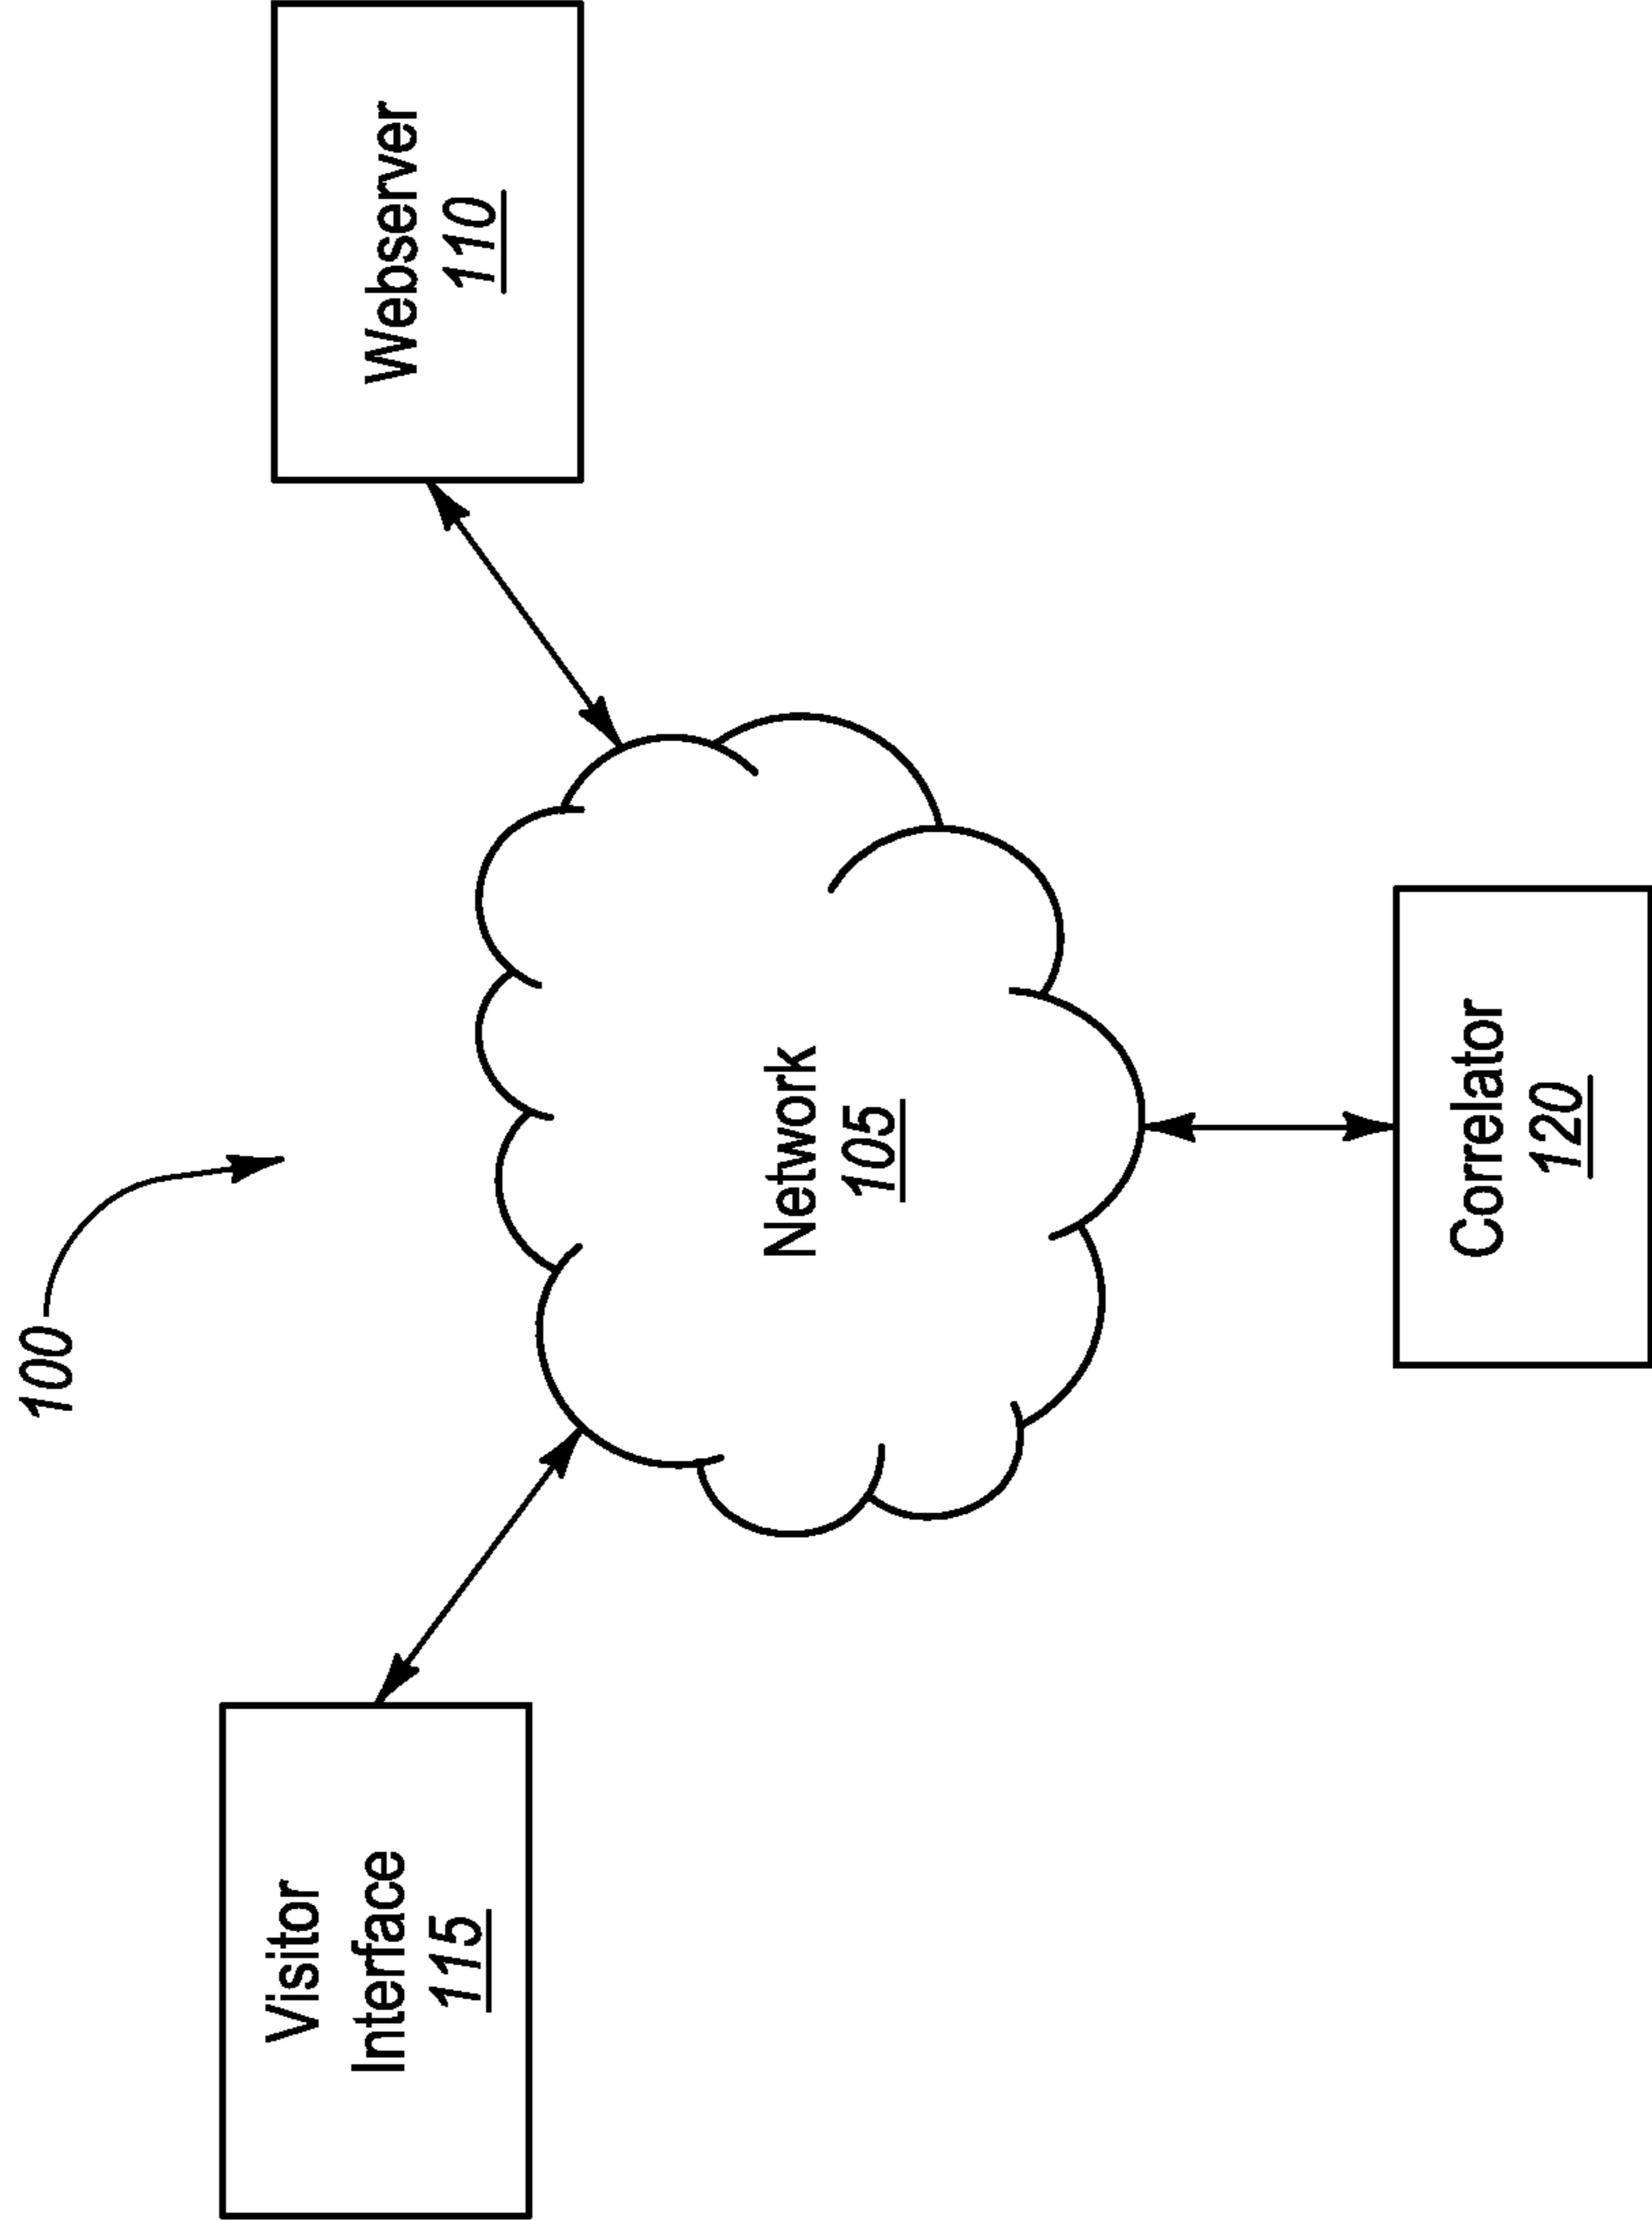 100
Visitor
Interface
115
Webserver
110
Network
105
Correlator
120